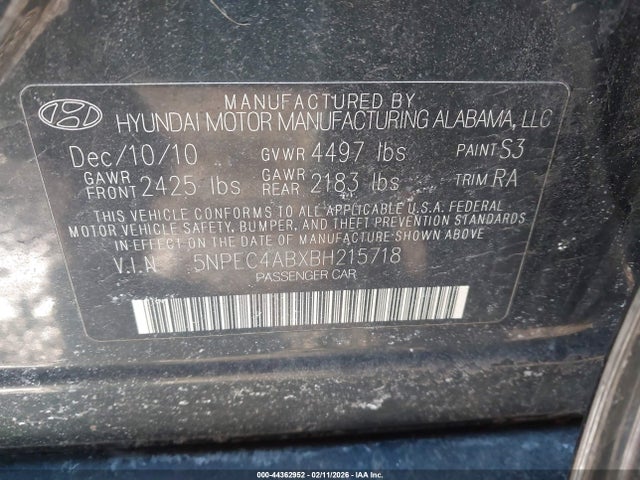 MANUFACTURED BY
HYUNDAI MOTOR MANUFACTURING ALABAMA, LLC
Dec/10/10 GVWR 4497 lbs PAINT S3
GAWR FRONT 2425 lbs GAWR REAR 2183 lbs TRIM RA
THIS VEHICLE CONFORMS TO ALL APPLICABLE U.S.A. FEDERAL
MOTOR VEHICLE SAFETY, BUMPER, AND THEFT PREVENTION STANDARDS
IN EFFECT ON THE DATE OF MANUFACTURE SHOWN ABOVE
V.I.N 5NPEC4ABXBH215718
PASSENGER CAR
000-44362952 - 02/11/2026 - IAA Inc.